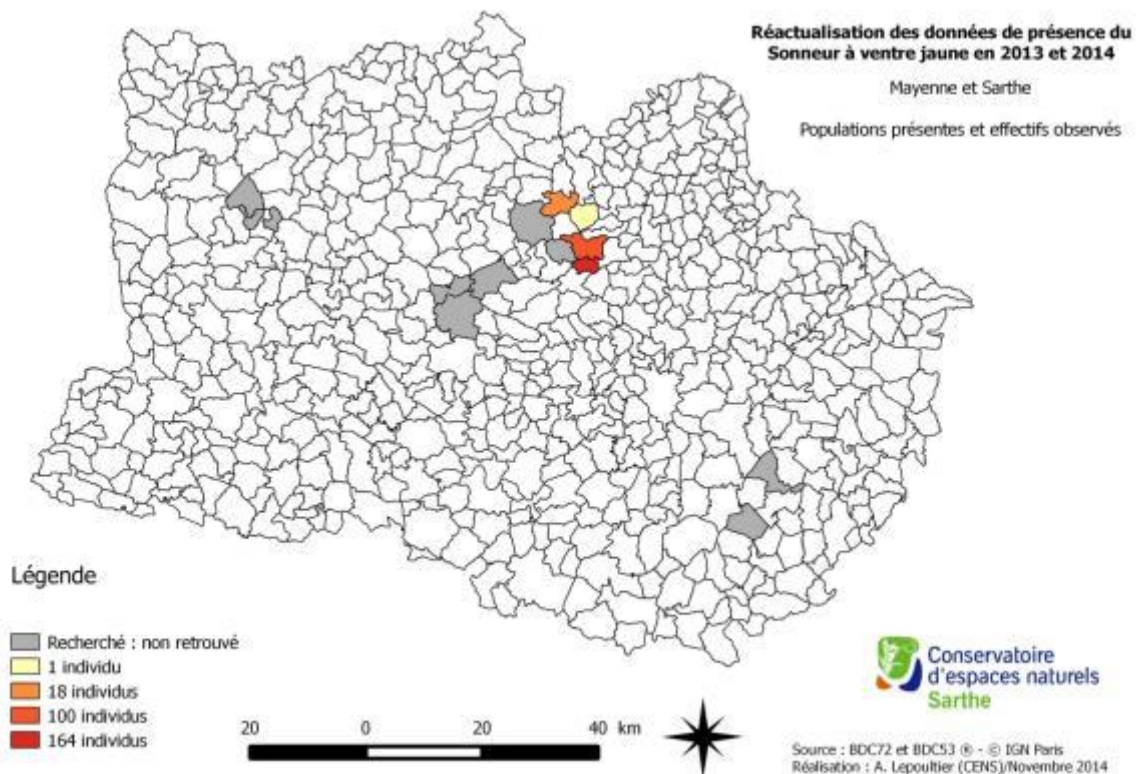 Réactualisation des données de présence du
Sonneur à ventre jaune en 2013 et 2014
Mayenne et Sarthe
Populations présentes et effectifs observés
Légende
Recherché : non retrouvé
1 individu
18 individus
100 individus
164 individus
20 0 20 40 km
Conservatoire
d'espaces naturels
Sarthe
Source : BDC72 et BDC53 ® - © IGN Paris
Réalisation : A. Lepoultier (CENS)/Novembre 2014